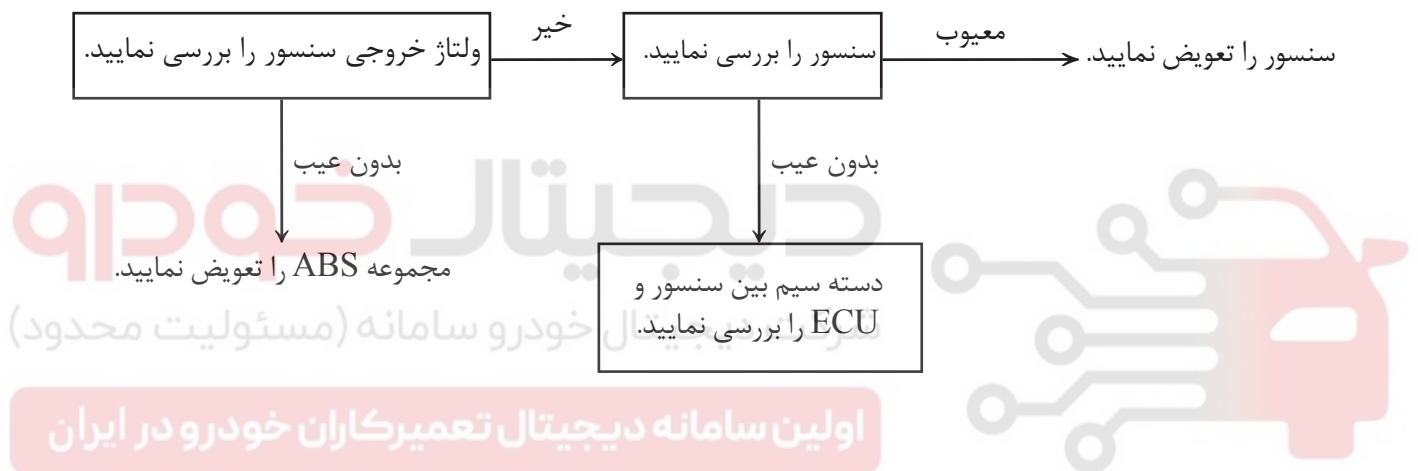 ولتاژ خروجی سنسور را بررسی نمایید.
خیر
سنسور را بررسی نمایید.
معیوب
سنسور را تعویض نمایید.
بدون عیب
بدون عیب
مجموعه ABS را تعویض نمایید.
دسته سیم بین سنسور و
ECU را بررسی نمایید.
دیجیتال خودرو
شرکت دیجیتال خودرو سامانه (مسئولیت محدود)
اولین سامانه دیجیتال تعمیرکاران خودرو در ایران